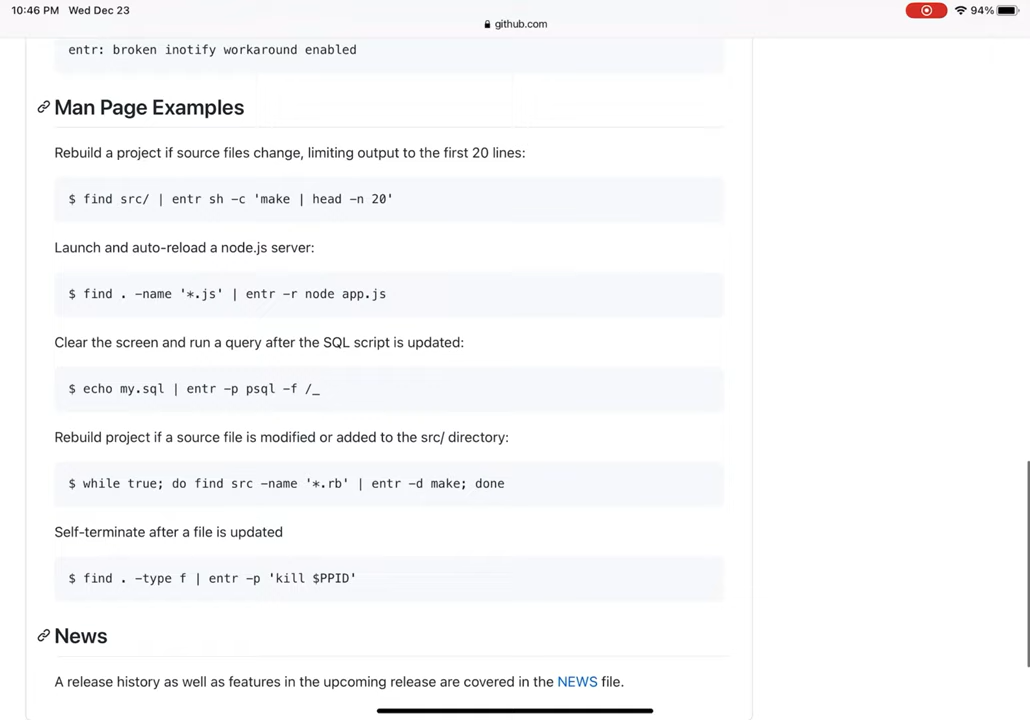 10:46 PM Wed Dec 23
94%
github.com
entr: broken inotify workaround enabled
Man Page Examples
Rebuild a project if source files change, limiting output to the first 20 lines:
$ find src/ | entr sh -c 'make | head -n 20'
Launch and auto-reload a node.js server:
$ find . -name '*.js' | entr -r node app.js
Clear the screen and run a query after the SQL script is updated:
$ echo my.sql | entr -p psql -f /_
Rebuild project if a source file is modified or added to the src/ directory:
$ while true; do find src -name '*.rb' | entr -d make; done
Self-terminate after a file is updated
$ find . -type f | entr -p 'kill $PPID'
News
A release history as well as features in the upcoming release are covered in the NEWS file.